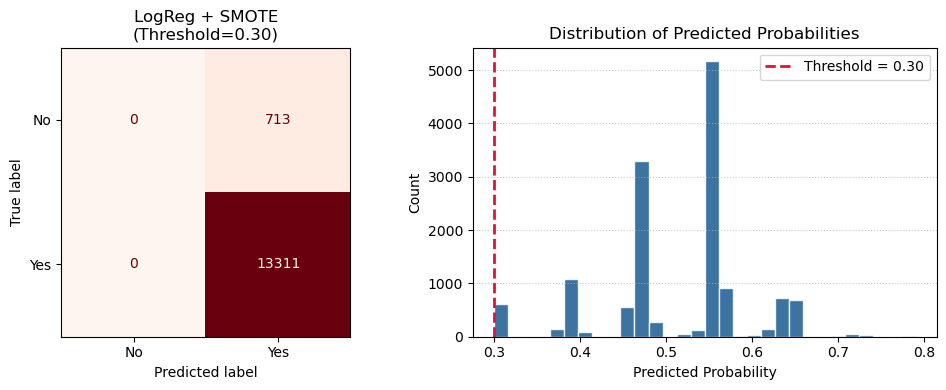 LogReg + SMOTE
(Threshold=0.30)
True label
No
0
713
Yes
0
13311
No
Yes
Predicted label
Distribution of Predicted Probabilities
Threshold = 0.30
Count
5000
4000
3000
2000
1000
0
0.3
0.4
0.5
0.6
0.7
0.8
Predicted Probability